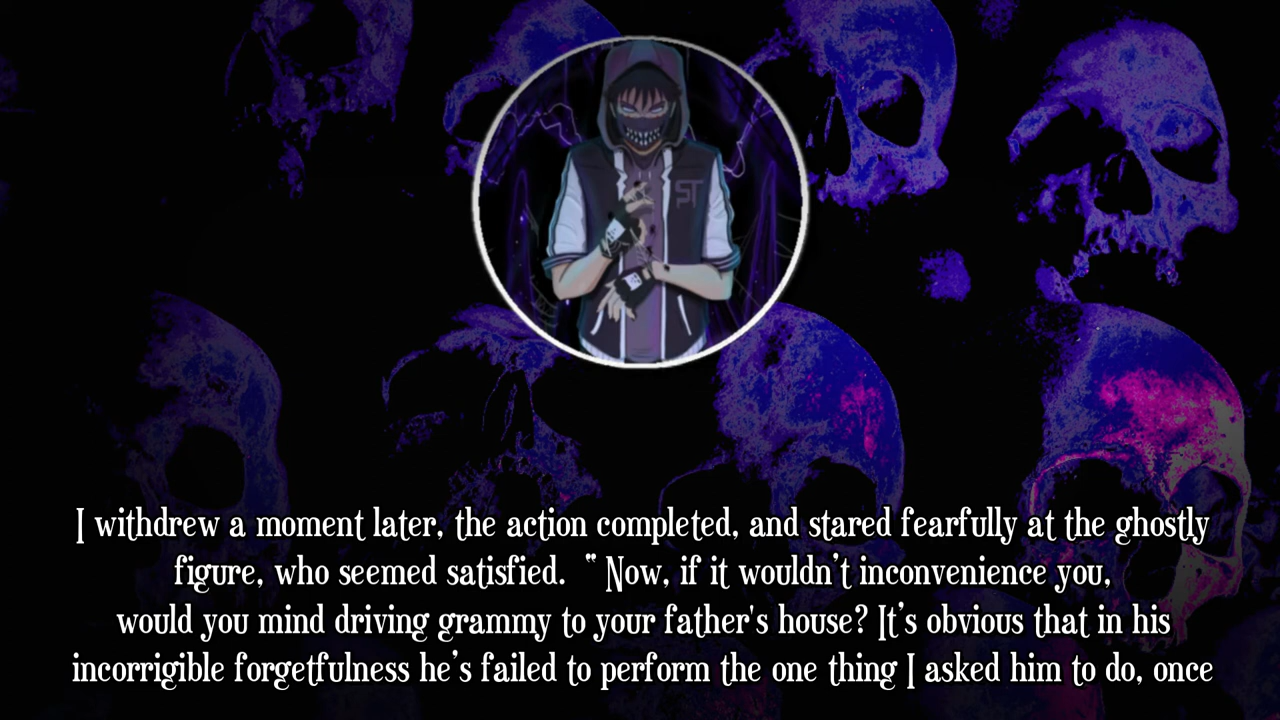 ST
I withdrew a moment later, the action completed, and stared fearfully at the ghostly
figure, who seemed satisfied. “ Now, if it wouldn’t inconvenience you,
would you mind driving grammy to your father's house? It’s obvious that in his
incorrigible forgetfulness he’s failed to perform the one thing I asked him to do, once